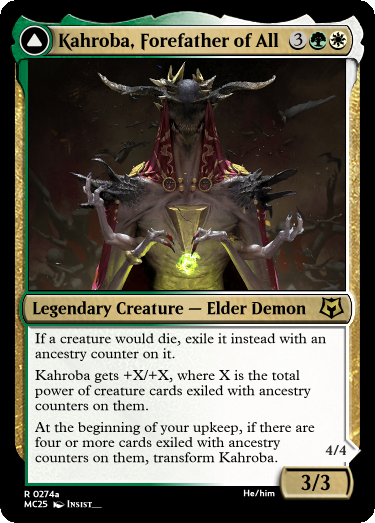 Kahroba, Forefather of All 3
Legendary Creature — Elder Demon
If a creature would die, exile it instead with an
ancestry counter on it.
Kahroba gets +X/+X, where X is the total
power of creature cards exiled with ancestry
counters on them.
At the beginning of your upkeep, if there are
four or more cards exiled with ancestry
counters on them, transform Kahroba.
4/4
3/3
R 0274a
He/him
MC25 Insist__